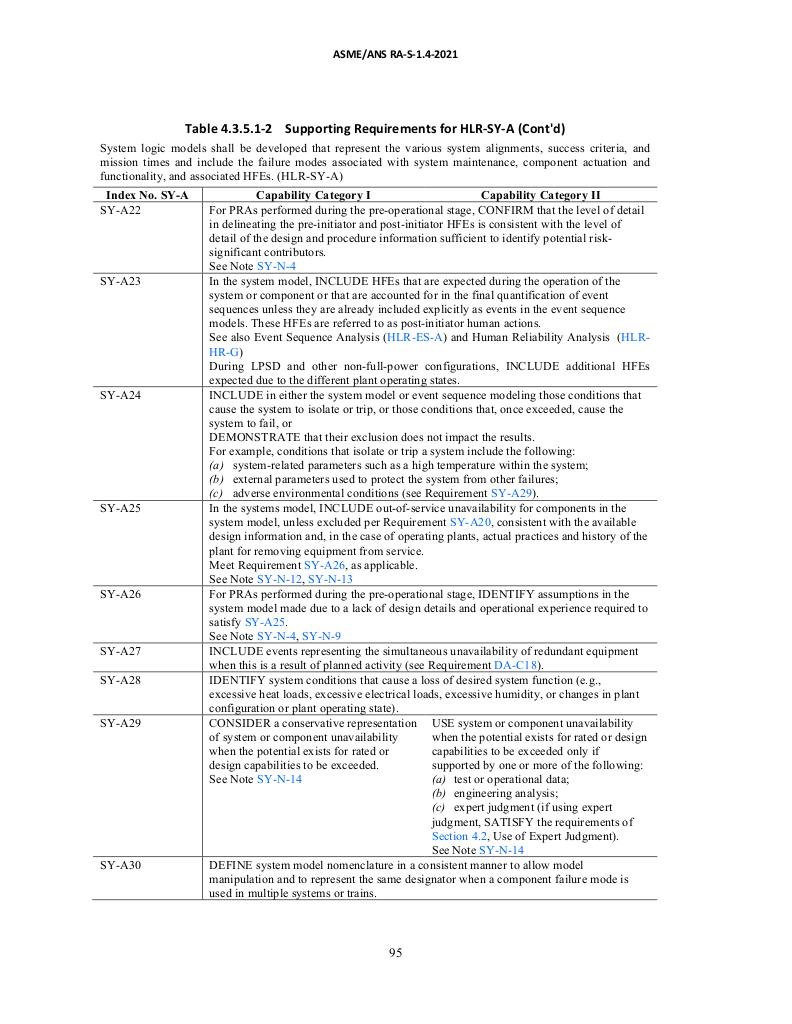 ASME/ANS RA-S-1.4-2021
Table 4.3.5.1-2 Supporting Requirements for HLR-SY-A (Cont'd)
System logic models shall be developed that represent the various system alignments, success criteria, and
mission times and include the failure modes associated with system maintenance, component actuation and
functionality, and associated HFEs. (HLR-SY-A)
Index No. SY-A Capability Category I Capability Category II
SY-A22 For PRAs performed during the pre-operational stage, CONFIRM that the level of detail
in delineating the pre-initiator and post-initiator HFEs is consistent with the level of
detail of the design and procedure information sufficient to identify potential risk-
significant contributors.
See Note SY-N-4
SY-A23 In the system model, INCLUDE HFEs that are expected during the operation of the
system or component or that are accounted for in the final quantification of event
sequences unless they are already included explicitly as events in the event sequence
models. These HFEs are referred to as post-initiator human actions.
See also Event Sequence Analysis (HLR-ES-A) and Human Reliability Analysis (HLR-
HR-G)
During LPSD and other non-full-power configurations, INCLUDE additional HFEs
expected due to the different plant operating states.
SY-A24 INCLUDE in either the system model or event sequence modeling those conditions that
cause the system to isolate or trip, or those conditions that, once exceeded, cause the
system to fail, or
DEMONSTRATE that their exclusion does not impact the results.
For example, conditions that isolate or trip a system include the following:
(a) system-related parameters such as a high temperature within the system;
(b) external parameters used to protect the system from other failures;
(c) adverse environmental conditions (see Requirement SY-A29).
SY-A25 In the systems model, INCLUDE out-of-service unavailability for components in the
system model, unless excluded per Requirement SY-A20, consistent with the available
design information and, in the case of operating plants, actual practices and history of the
plant for removing equipment from service.
Meet Requirement SY-A26, as applicable.
See Note SY-N-12, SY-N-13
SY-A26 For PRAs performed during the pre-operational stage, IDENTIFY assumptions in the
system model made due to a lack of design details and operational experience required to
satisfy SY-A25.
See Note SY-N-4, SY-N-9
SY-A27 INCLUDE events representing the simultaneous unavailability of redundant equipment
when this is a result of planned activity (see Requirement DA-C18).
SY-A28 IDENTIFY system conditions that cause a loss of desired system function (e.g.,
excessive heat loads, excessive electrical loads, excessive humidity, or changes in plant
configuration or plant operating state).
SY-A29 CONSIDER a conservative representation
of system or component unavailability
when the potential exists for rated or
design capabilities to be exceeded.
See Note SY-N-14
USE system or component unavailability
when the potential exists for rated or design
capabilities to be exceeded only if
supported by one or more of the following:
(a) test or operational data;
(b) engineering analysis;
(c) expert judgment (if using expert
judgment, SATISFY the requirements of
Section 4.2, Use of Expert Judgment).
See Note SY-N-14
SY-A30 DEFINE system model nomenclature in a consistent manner to allow model
manipulation and to represent the same designator when a component failure mode is
used in multiple systems or trains.
95